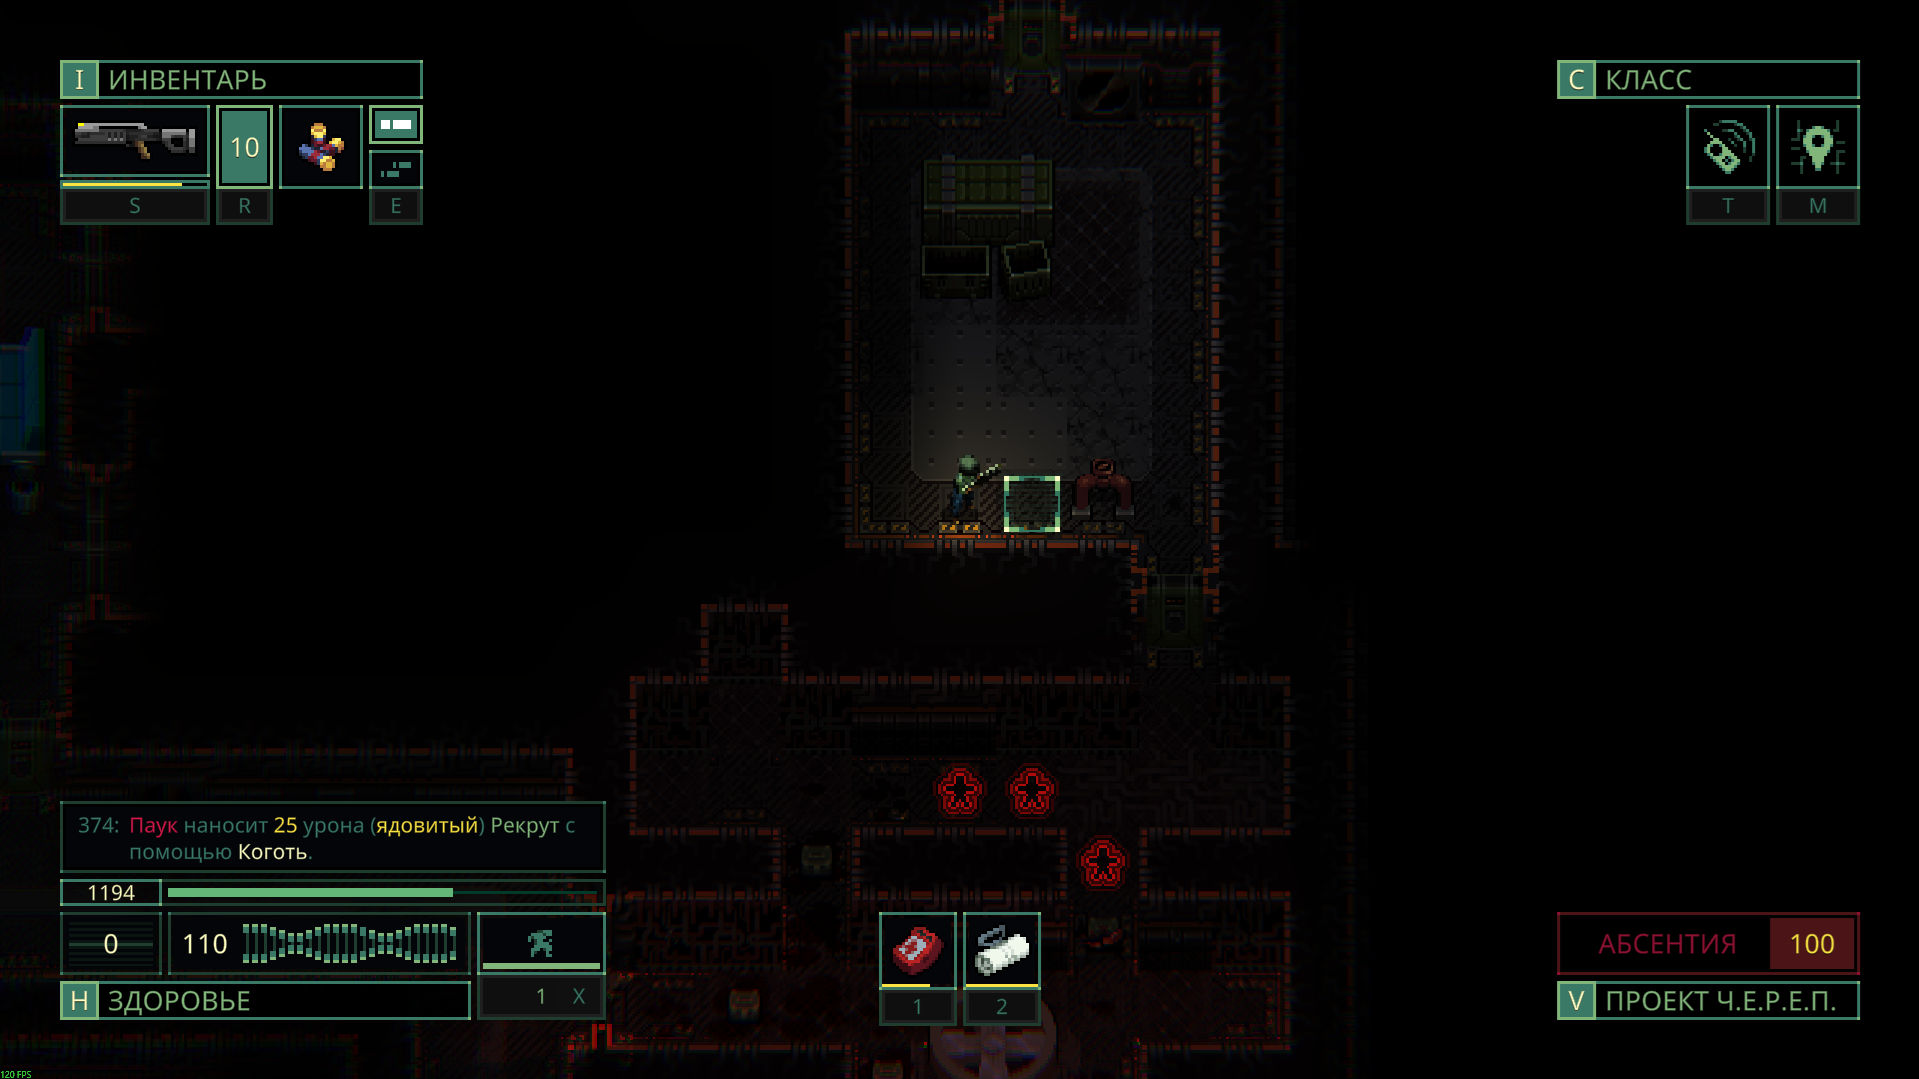 I ИНВЕНТАРЬ
10
S R E
C КЛАСС
T M
374: Паук наносит 25 урона (ядовитый) Рекрут с
помощью Коготь.
1194
0 110
1 X
H ЗДОРОВЬЕ
1 2
АБСЕНТИЯ 100
V ПРОЕКТ Ч.Е.Р.Е.П.
120 FPS